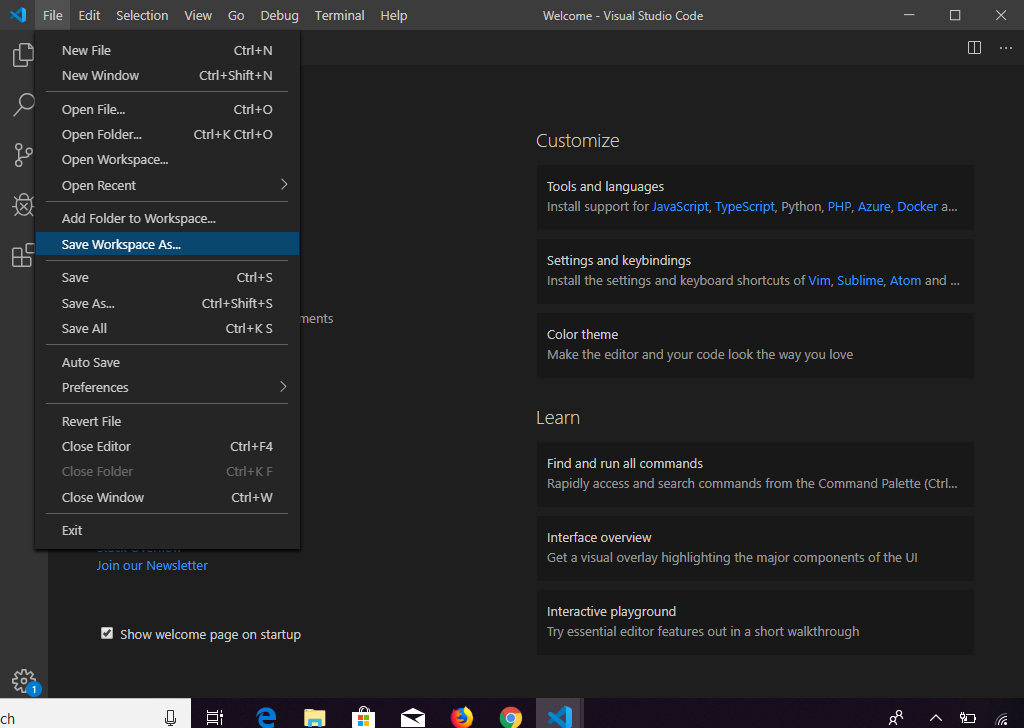 File Edit Selection View Go Debug Terminal Help Welcome - Visual Studio Code
New File Ctrl+N
New Window Ctrl+Shift+N
Open File... Ctrl+O
Open Folder... Ctrl+K Ctrl+O
Open Workspace...
Open Recent
Add Folder to Workspace...
Save Workspace As...
Save Ctrl+S
Save As... Ctrl+Shift+S
Save All Ctrl+K S
Auto Save
Preferences
Revert File
Close Editor Ctrl+F4
Close Folder Ctrl+K F
Close Window Ctrl+W
Exit
ments
Join our Newsletter
Show welcome page on startup
Customize
Tools and languages
Install support for JavaScript, TypeScript, Python, PHP, Azure, Docker a...
Settings and keybindings
Install the settings and keyboard shortcuts of Vim, Sublime, Atom and ...
Color theme
Make the editor and your code look the way you love
Learn
Find and run all commands
Rapidly access and search commands from the Command Palette (Ctrl...
Interface overview
Get a visual overlay highlighting the major components of the UI
Interactive playground
Try essential editor features out in a short walkthrough
1
ch